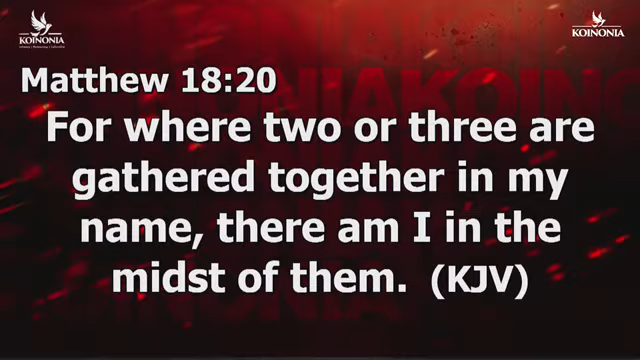 KOINONIA
KOINONIA
Matthew 18:20
For where two or three are
gathered together in my
name, there am I in the
midst of them. (KJV)